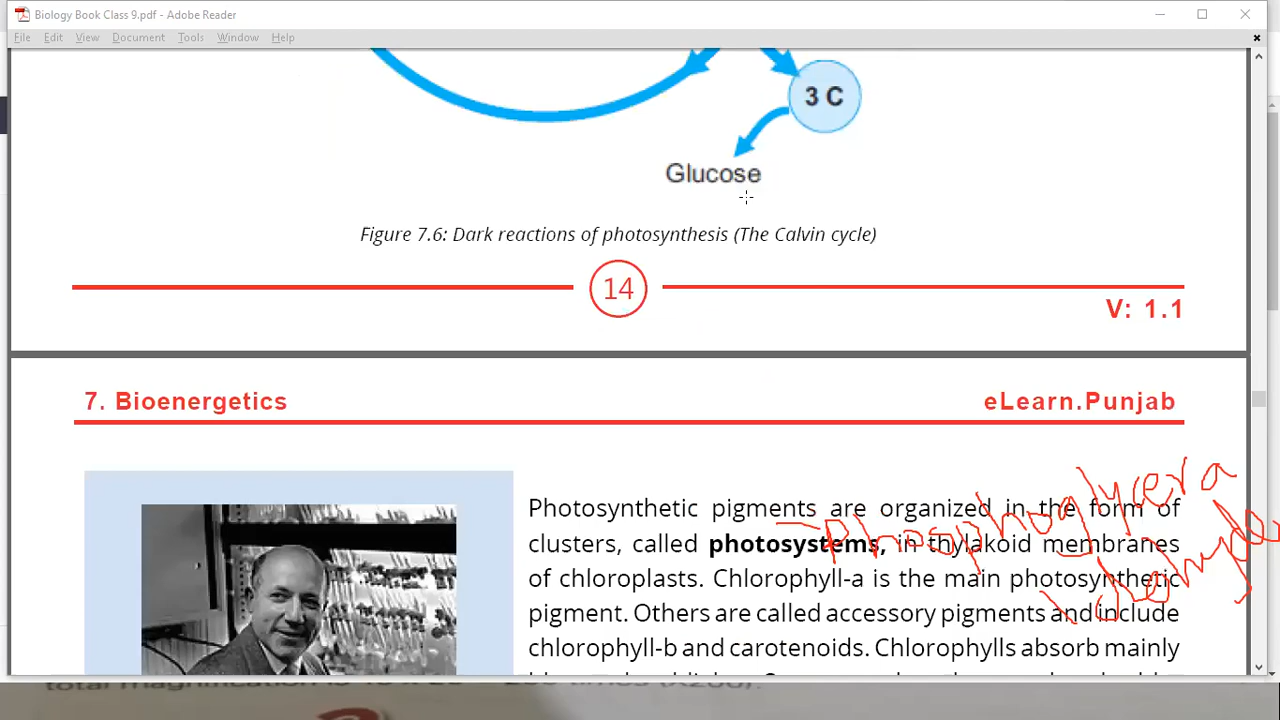 Biology Book Class 9.pdf - Adobe Reader
File Edit View Document Tools Window Help
3 C
Glucose
Figure 7.6: Dark reactions of photosynthesis (The Calvin cycle)
14
V: 1.1
7. Bioenergetics
eLearn.Punjab
Photosynthetic pigments are organized in the form of
clusters, called photosystems, in thylakoid membranes
of chloroplasts. Chlorophyll-a is the main photosynthetic
pigment. Others are called accessory pigments and include
chlorophyll-b and carotenoids. Chlorophylls absorb mainly
phosphoglycera
ldehyde